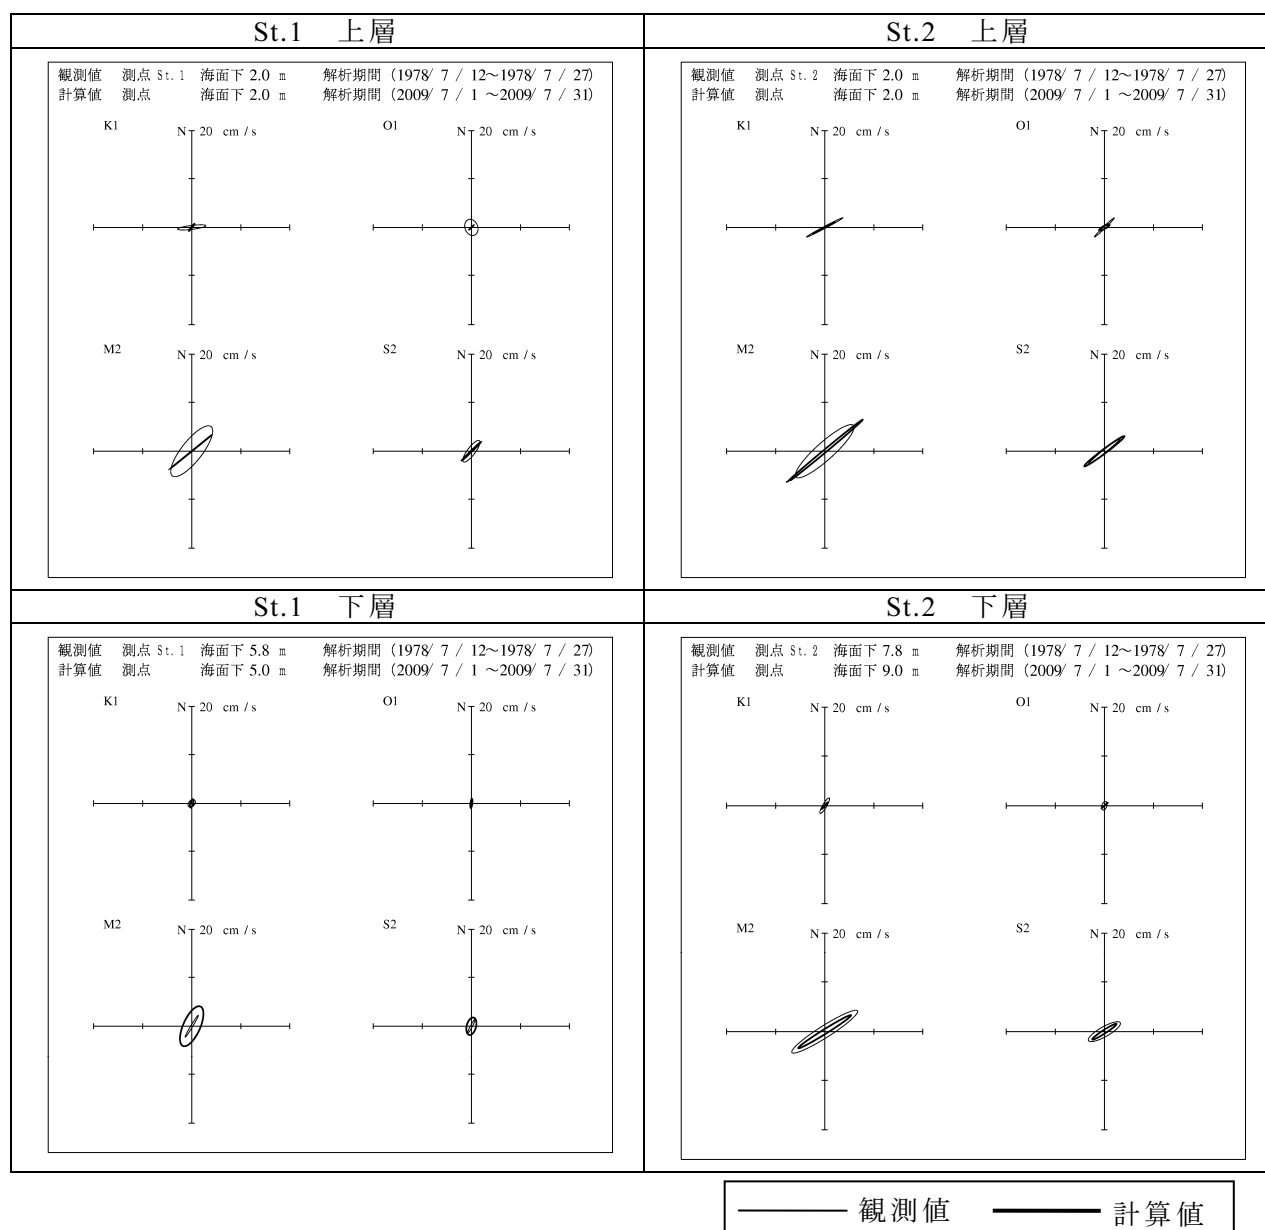 St.1 上層
観測値 測点 St.1 海面下 2.0 m 解析期間 (1978/ 7 / 12~1978/ 7 / 27)
計算値 測点 海面下 2.0 m 解析期間 (2009/ 7 / 1 ~2009/ 7 / 31)
K1
N 20 cm / s
O1
N 20 cm / s
M2
N 20 cm / s
S2
N 20 cm / s
St.2 上層
観測値 測点 St.2 海面下 2.0 m 解析期間 (1978/ 7 / 12~1978/ 7 / 27)
計算値 測点 海面下 2.0 m 解析期間 (2009/ 7 / 1 ~2009/ 7 / 31)
K1
N 20 cm / s
O1
N 20 cm / s
M2
N 20 cm / s
S2
N 20 cm / s
St.1 下層
観測値 測点 St.1 海面下 5.8 m 解析期間 (1978/ 7 / 12~1978/ 7 / 27)
計算値 測点 海面下 5.0 m 解析期間 (2009/ 7 / 1 ~2009/ 7 / 31)
K1
N 20 cm / s
O1
N 20 cm / s
M2
N 20 cm / s
S2
N 20 cm / s
St.2 下層
観測値 測点 St.2 海面下 7.8 m 解析期間 (1978/ 7 / 12~1978/ 7 / 27)
計算値 測点 海面下 9.0 m 解析期間 (2009/ 7 / 1 ~2009/ 7 / 31)
K1
N 20 cm / s
O1
N 20 cm / s
M2
N 20 cm / s
S2
N 20 cm / s
観測値 計算値